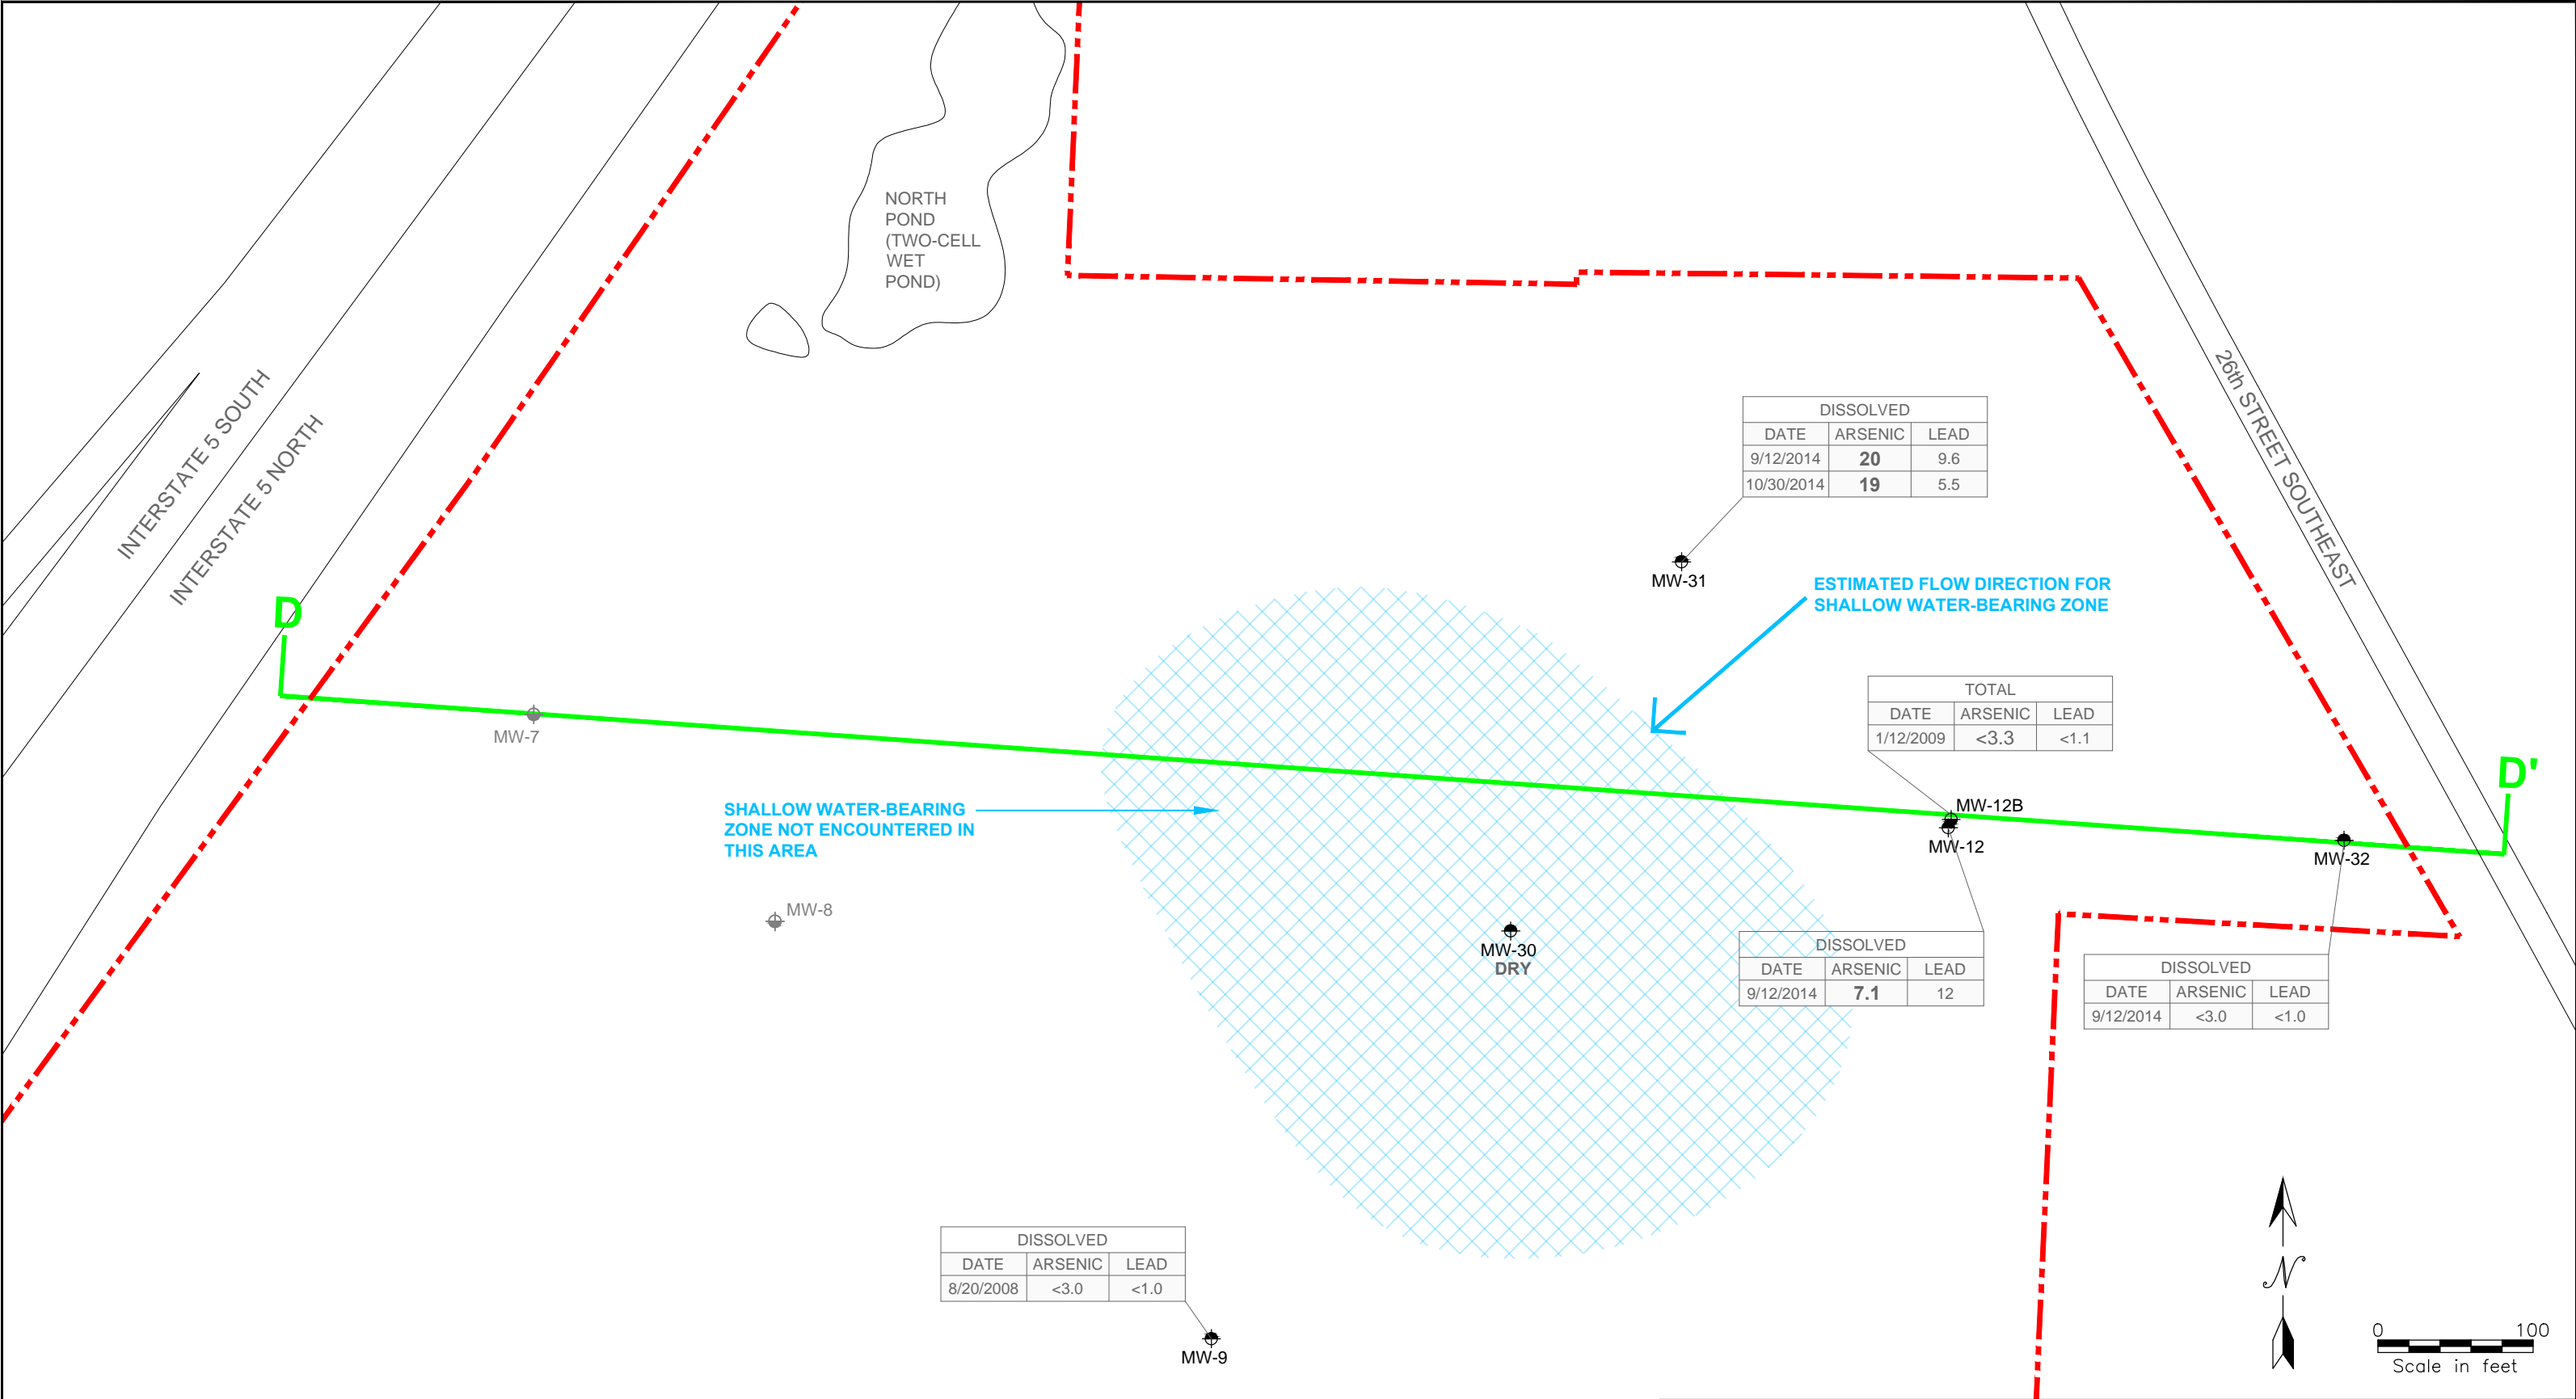 NORTH
POND
(TWO-CELL
WET
POND)
INTERSTATE 5 SOUTH
INTERSTATE 5 NORTH
26th STREET SOUTHEAST
DISSOLVED
DATE ARSENIC LEAD
9/12/2014 20 9.6
10/30/2014 19 5.5
MW-31
ESTIMATED FLOW DIRECTION FOR
SHALLOW WATER-BEARING ZONE
D
MW-7
TOTAL
DATE ARSENIC LEAD
1/12/2009 <3.3 <1.1
D'
MW-12B
MW-12
MW-32
SHALLOW WATER-BEARING
ZONE NOT ENCOUNTERED IN
THIS AREA
MW-8
MW-30
DRY
DISSOLVED
DATE ARSENIC LEAD
9/12/2014 7.1 12
DISSOLVED
DATE ARSENIC LEAD
9/12/2014 <3.0 <1.0
DISSOLVED
DATE ARSENIC LEAD
8/20/2008 <3.0 <1.0
MW-9
N
0 100
Scale in feet